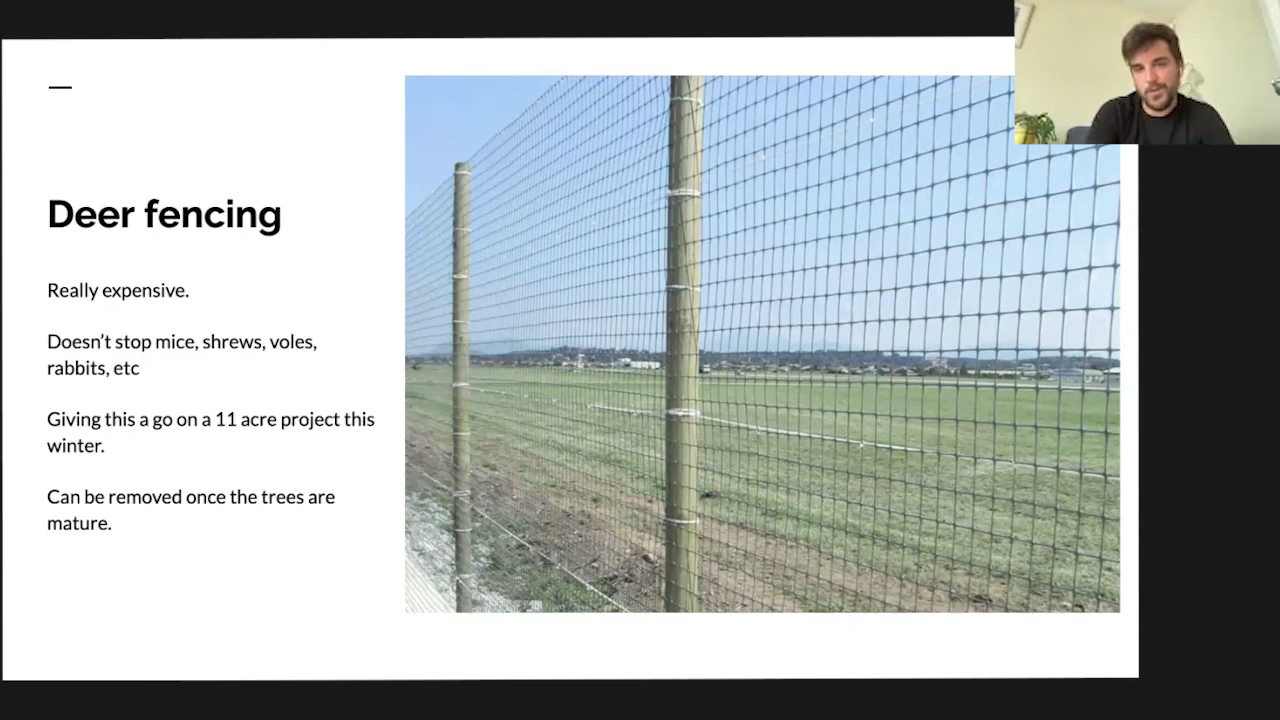 Deer fencing
Really expensive.
Doesn't stop mice, shrews, voles,
rabbits, etc
Giving this a go on a 11 acre project this
winter.
Can be removed once the trees are
mature.